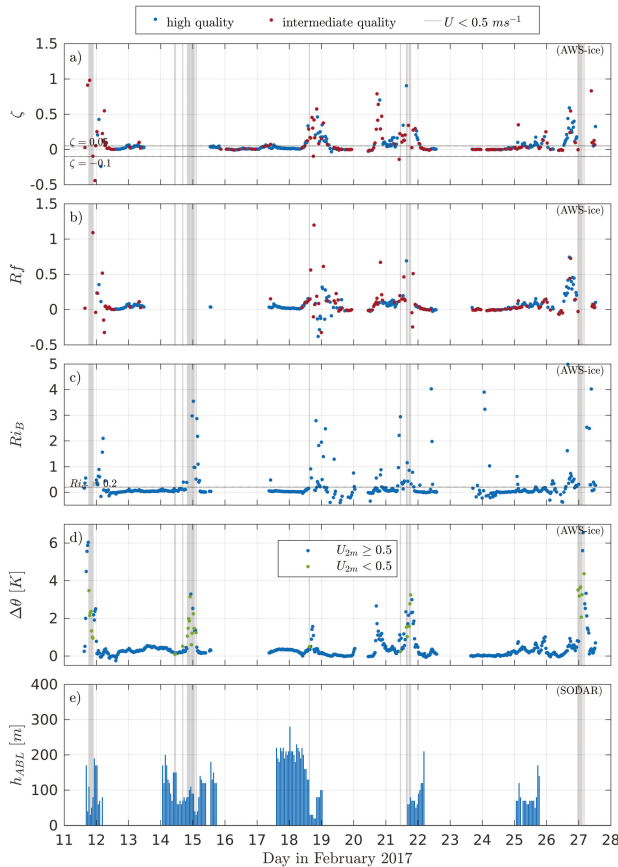 high quality intermediate quality U < 0.5 ms⁻¹
a) (AWS-ice)
1.5
1
0.5
0
-0.5
ζ
ζ = 0.05
ζ = −0.1
b) (AWS-ice)
1.5
1
0.5
0
-0.5
Rf
c) (AWS-ice)
5
4
3
2
1
0
Ri_B
= 0.2
d) (AWS-ice)
6
4
2
0
Δθ [K]
U_2m ≥ 0.5
U_2m < 0.5
e) (SODAR)
400
300
200
100
0
h_ABL [m]
11 12 13 14 15 16 17 18 19 20 21 22 23 24 25 26 27 28
Day in February 2017